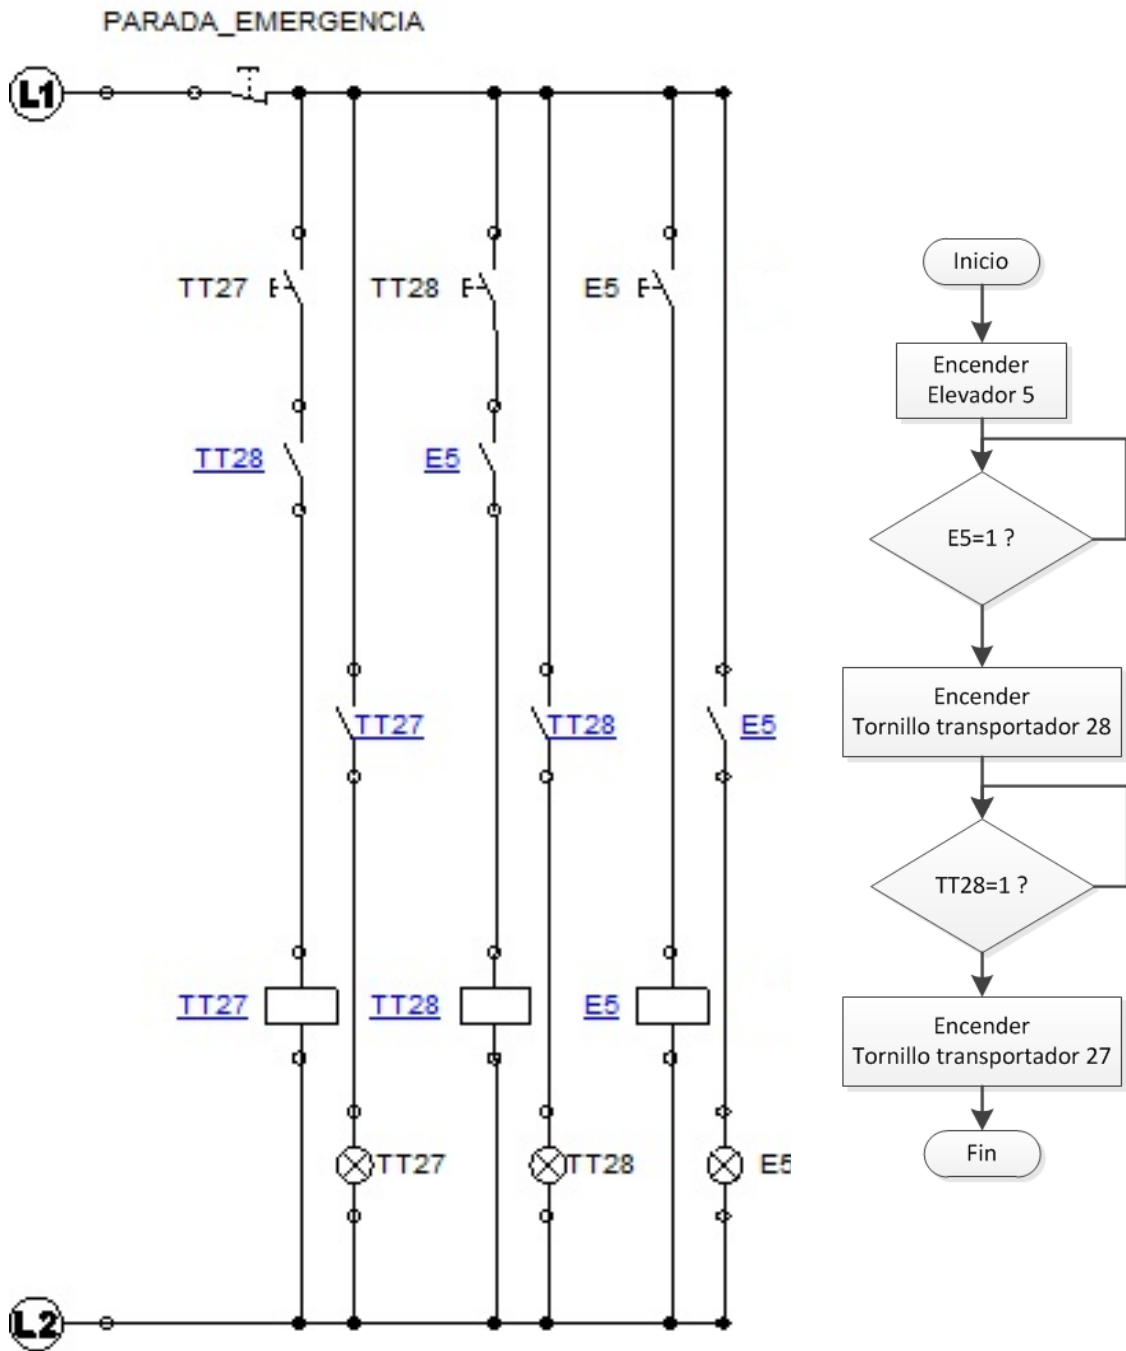 PARADA_EMERGENCIA
L1
TT27
TT28
E5
TT28
E5
TT27
TT28
E5
TT27
TT28
E5
TT27
TT28
E5
L2
Inicio
Encender
Elevador 5
E5=1 ?
Encender
Tornillo transportador 28
TT28=1 ?
Encender
Tornillo transportador 27
Fin